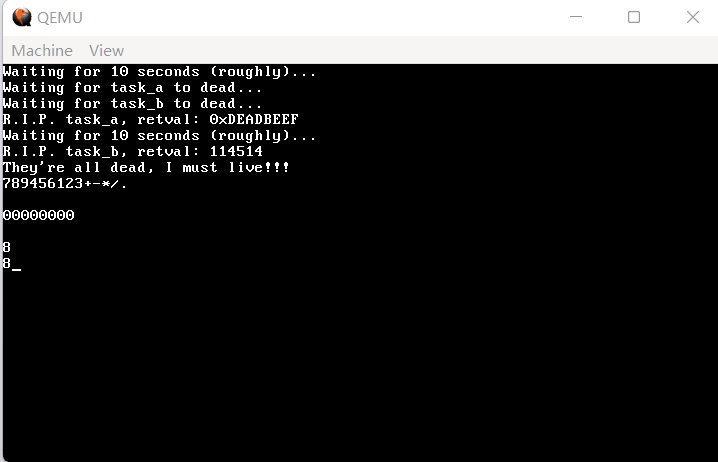 QEMU
Machine View
Waiting for 10 seconds (roughly)...
Waiting for task_a to dead...
Waiting for task_b to dead...
R.I.P. task_a, retval: 0xDEADBEEF
Waiting for 10 seconds (roughly)...
R.I.P. task_b, retval: 114514
They're all dead, I must live!!!
789456123+-*/.
00000000
8
8_